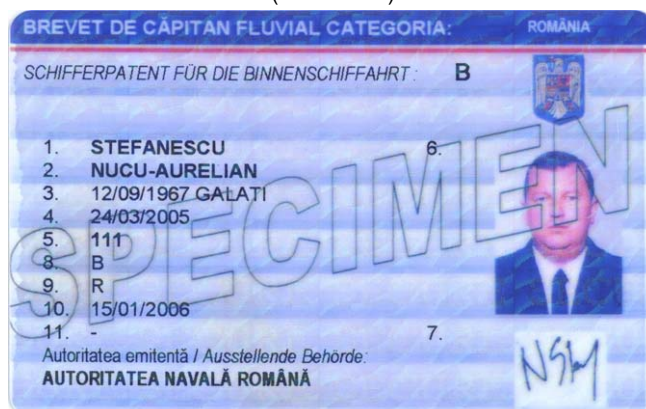 BREVET DE CĂPITAN FLUVIAL CATEGORIA: ROMÂNIA
SCHIFFERPATENT FÜR DIE BINNENSCHIFFAHRT : B
1. STEFANESCU 6.
2. NUCU-AURELIAN
3. 12/09/1967 GALATI
4. 24/03/2005
5. 111
8. B
9. R
10. 15/01/2006
11. - 7.
Autoritatea emitentă / Ausstellende Behörde:
AUTORITATEA NAVALĂ ROMÂNĂ
SPECIMEN